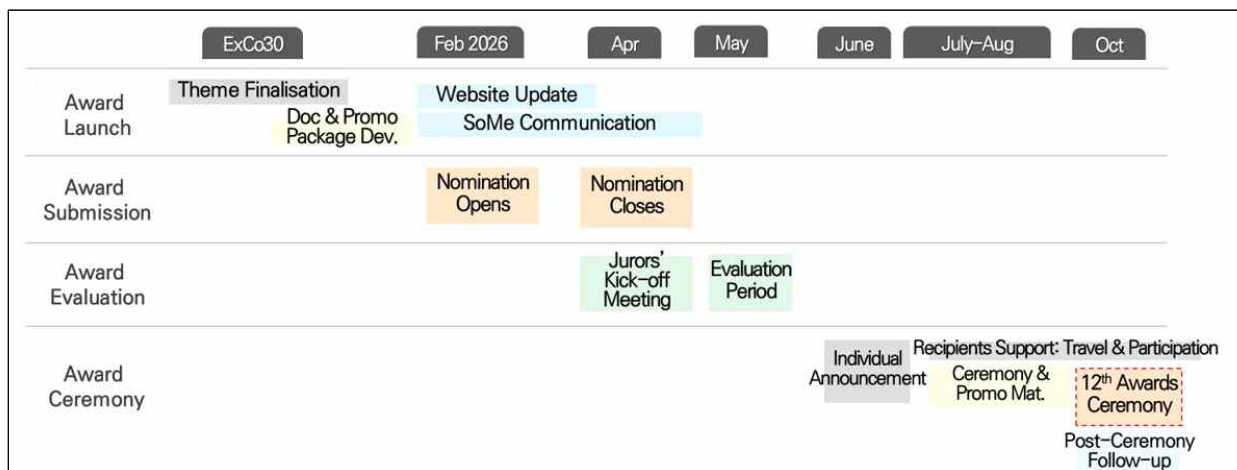 ExCo30 Feb 2026 Apr May June July-Aug Oct
Award
Launch
Theme Finalisation
Doc & Promo
Package Dev.
Website Update
SoMe Communication
Award
Submission
Nomination
Opens
Nomination
Closes
Award
Evaluation
Jurors'
Kick-off
Meeting
Evaluation
Period
Award
Ceremony
Individual
Announcement
Recipients Support: Travel & Participation
Ceremony &
Promo Mat.
12th Awards
Ceremony
Post-Ceremony
Follow-up